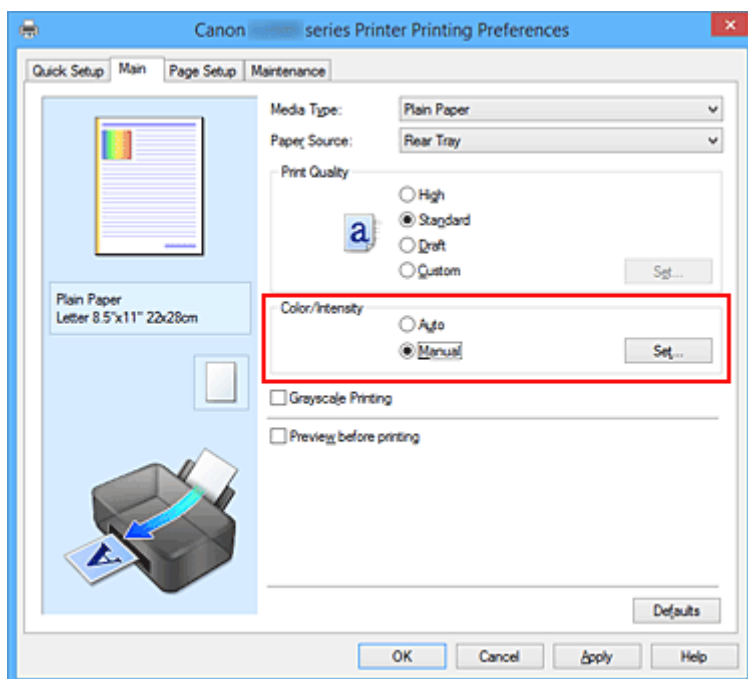 Canon series Printer Printing Preferences
Quick Setup Main Page Setup Maintenance
Media Type: Plain Paper
Paper Source: Rear Tray
Print Quality
High
a Standard
Draft
Custom Set...
Plain Paper
Letter 8.5"x11" 22x28cm
Color/Intensity
Auto
Manual Set...
Grayscale Printing
Preview before printing
A
Defaults
OK Cancel Apply Help